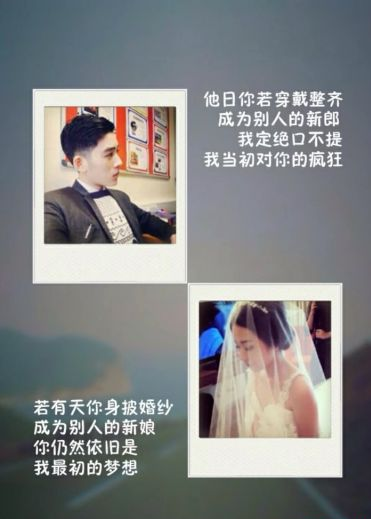 他日你若穿戴整齐
成为别人的新郎
我定绝口不提
我当初对你的疯狂
若有天你身披婚纱
成为别人的新娘
你仍然依旧是
我最初的梦想